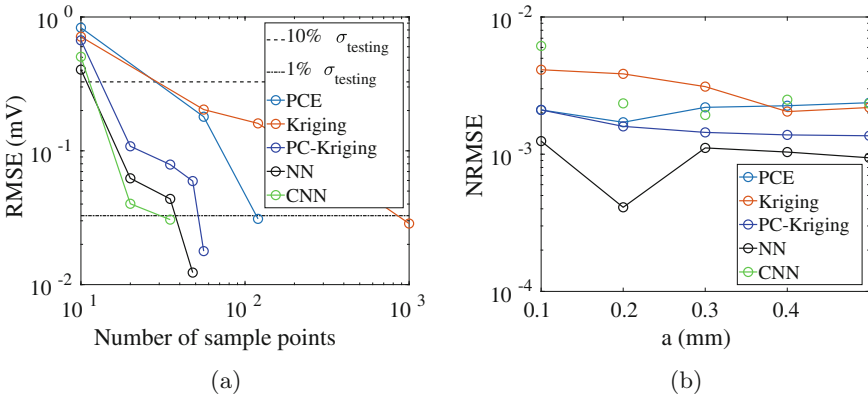 10^0
10^-1
10^-2
RMSE (mV)
10% σ_testing
1% σ_testing
PCE
Kriging
PC-Kriging
NN
CNN
10^1
10^2
10^3
Number of sample points
(a)
10^-2
10^-3
10^-4
NRMSE
PCE
Kriging
PC-Kriging
NN
CNN
0.1
0.2
0.3
0.4
a (mm)
(b)